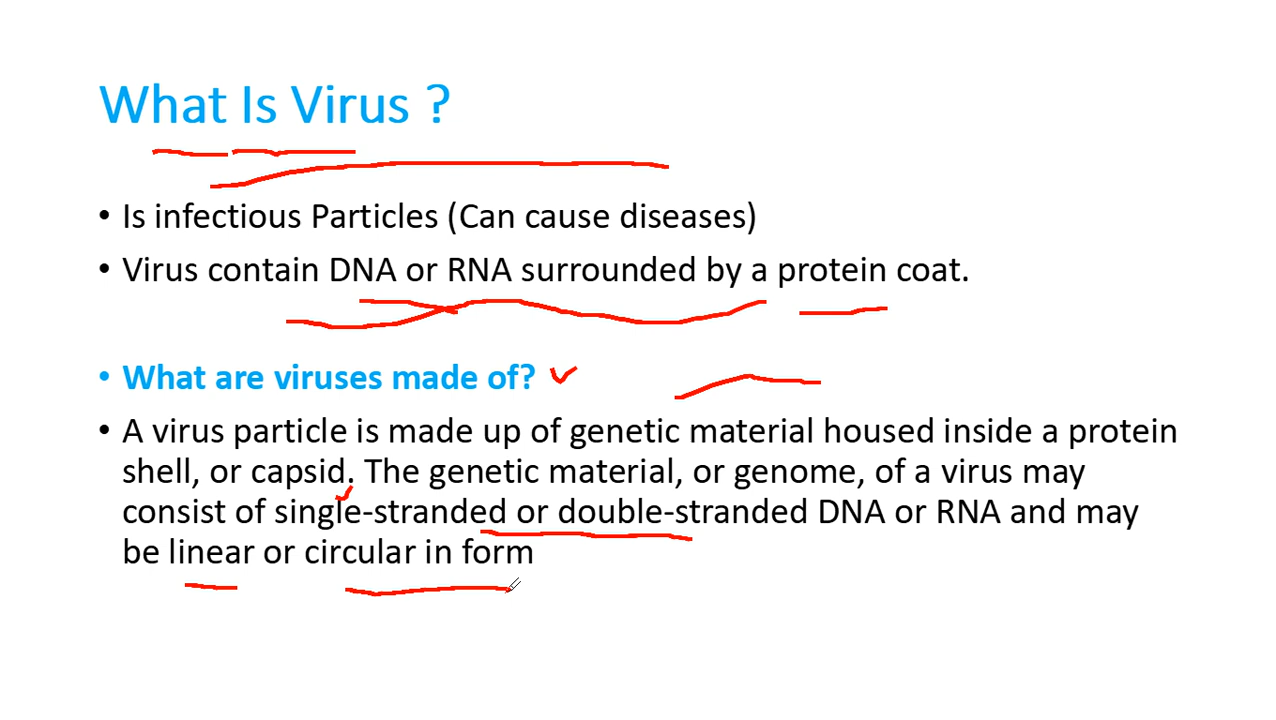 What Is Virus ?
• Is infectious Particles (Can cause diseases)
• Virus contain DNA or RNA surrounded by a protein coat.
• What are viruses made of?
• A virus particle is made up of genetic material housed inside a protein
shell, or capsid. The genetic material, or genome, of a virus may
consist of single-stranded or double-stranded DNA or RNA and may
be linear or circular in form